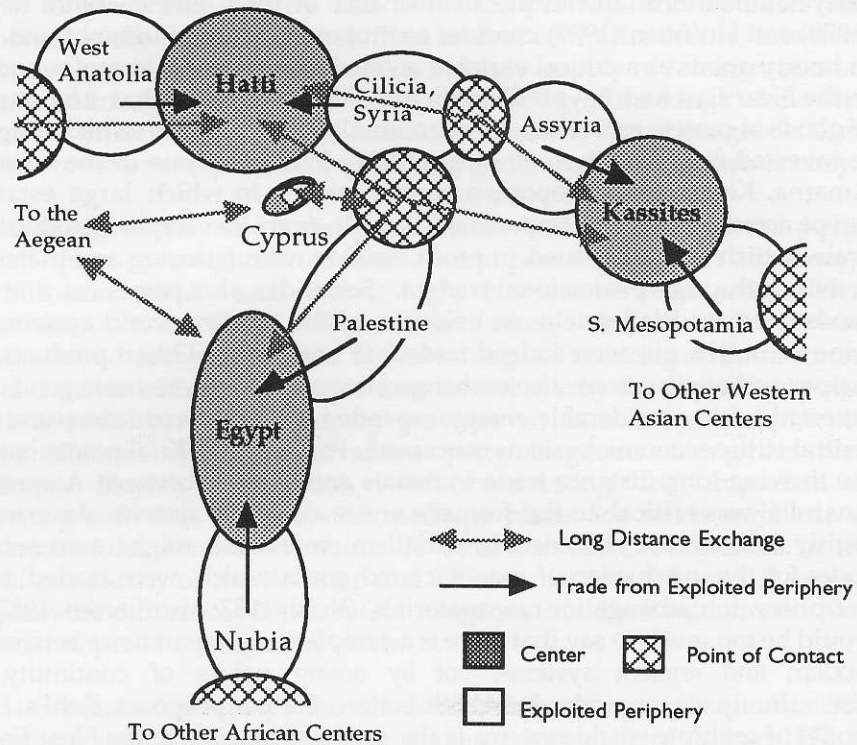 West
Anatolia
Hatti
Cilicia,
Syria
Assyria
Kassites
To the
Aegean
Cyprus
Palestine
S. Mesopotamia
To Other Western
Asian Centers
Egypt
Long Distance Exchange
Trade from Exploited Periphery
Nubia
Center
Point of Contact
Exploited Periphery
To Other African Centers